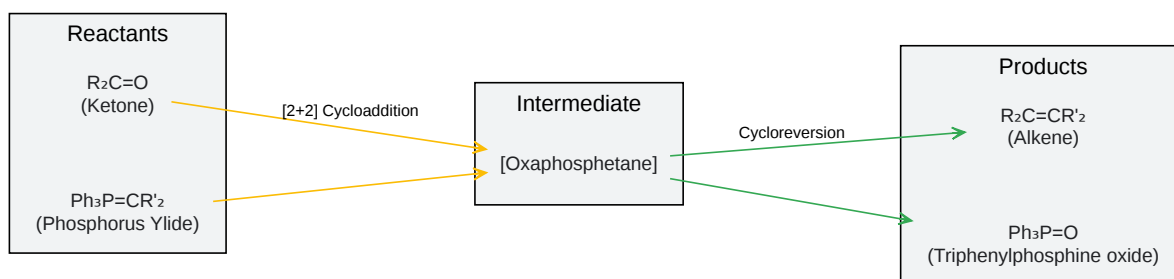 Reactants
R₂C=O
(Ketone)
Ph₃P=CR'₂
(Phosphorus Ylide)
[2+2] Cycloaddition
Intermediate
[Oxaphosphetane]
Cycloreversion
Products
R₂C=CR'₂
(Alkene)
Ph₃P=O
(Triphenylphosphine oxide)